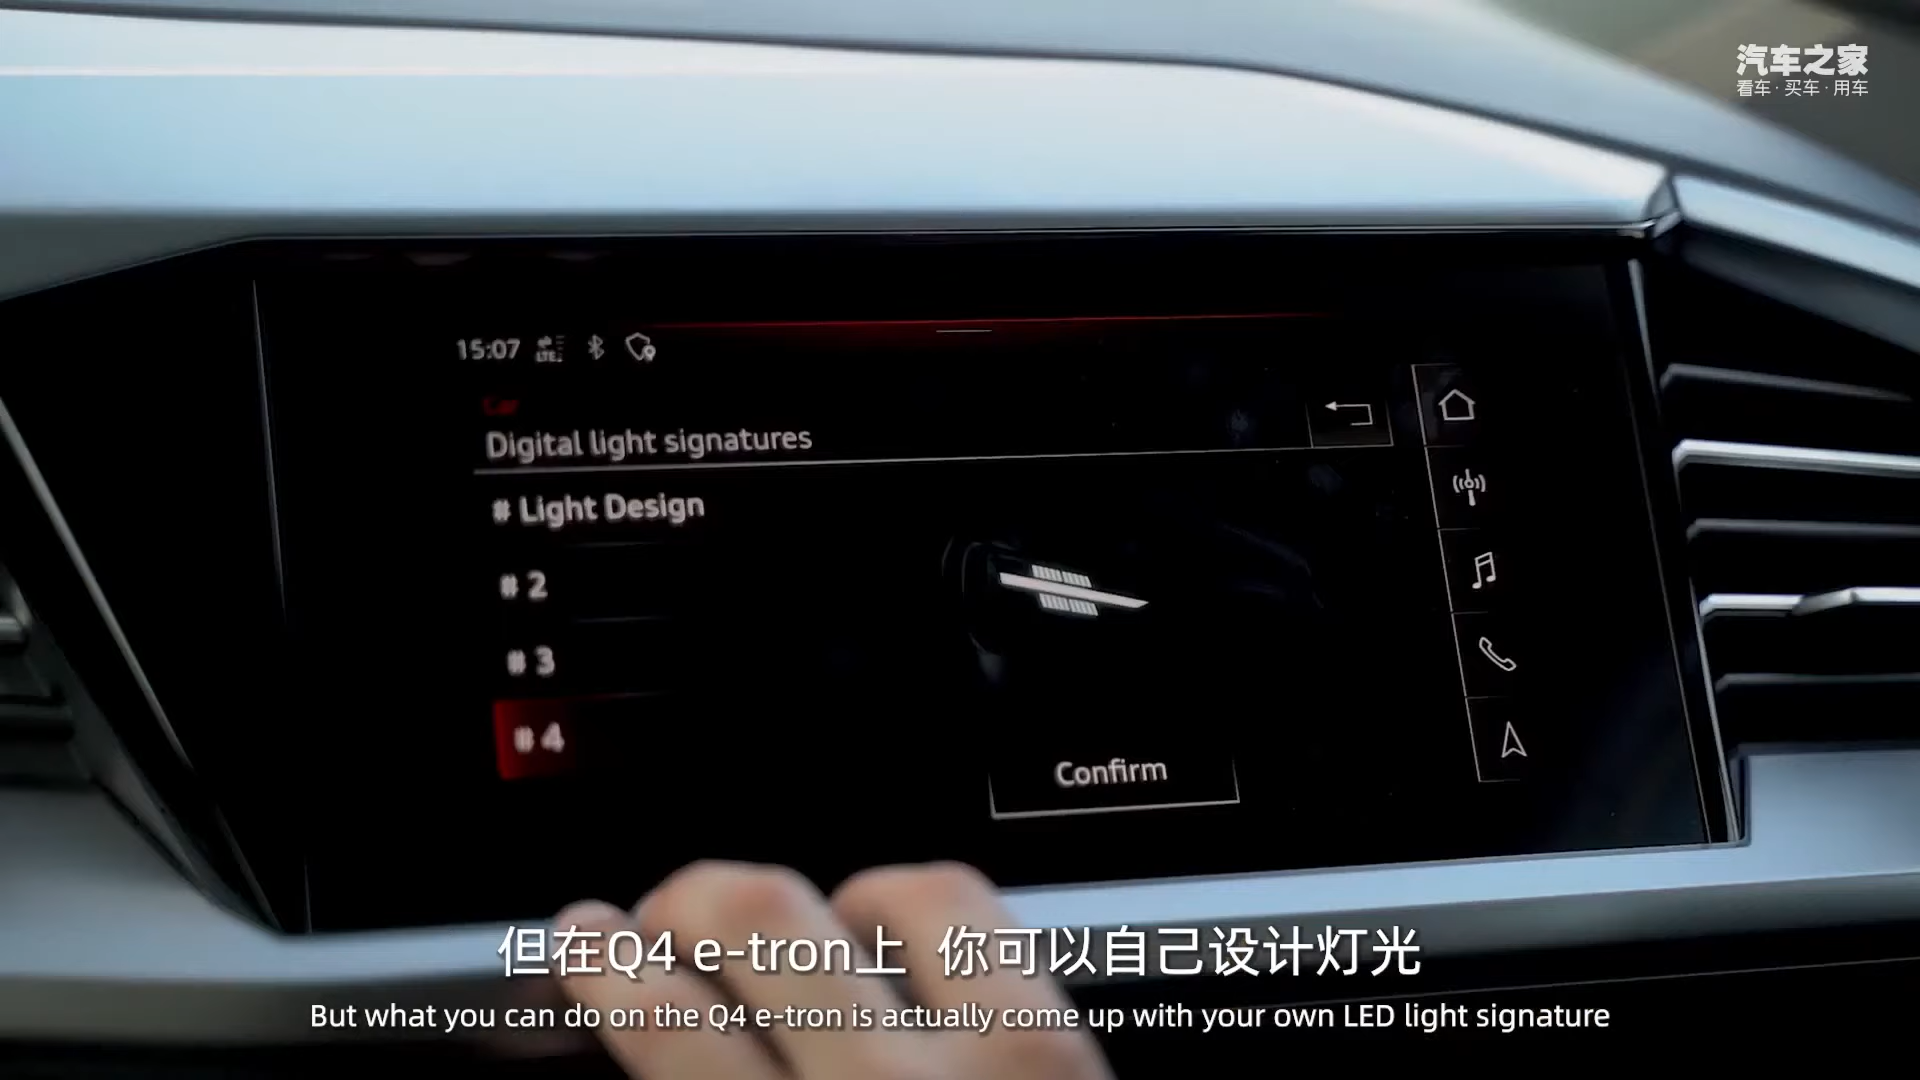 汽车之家
看车·买车·用车
15:07 LTE
Car
Digital light signatures
# Light Design
# 2
# 3
# 4
Confirm
但在Q4 e-tron上 你可以自己设计灯光
But what you can do on the Q4 e-tron is actually come up with your own LED light signature